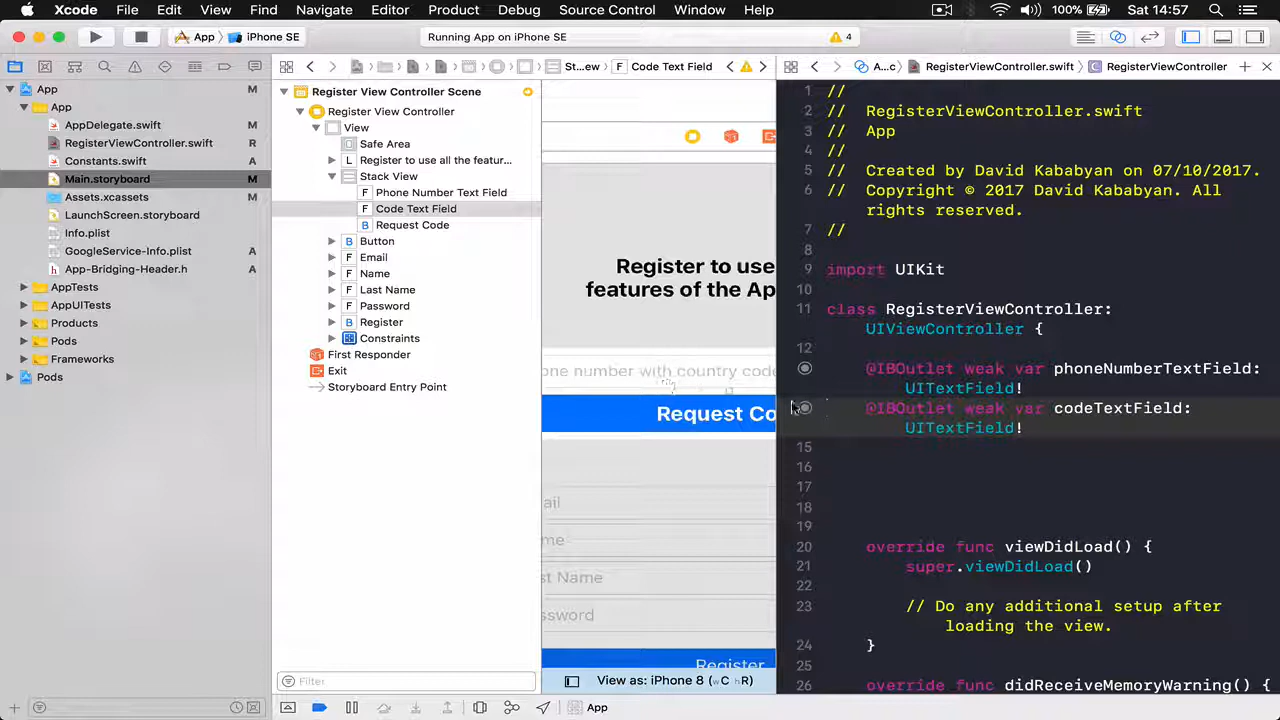 Xcode File Edit View Find Navigate Editor Product Debug Source Control Window Help 100% Sat 14:57
App iPhone SE Running App on iPhone SE 4
St...ew F Code Text Field A...c RegisterViewController.swift C RegisterViewController
App M
App
AppDelegate.swift M
RegisterViewController.swift R
Constants.swift A
Main.storyboard M
Assets.xcassets M
LaunchScreen.storyboard
Info.plist
GoogleService-Info.plist A
App-Bridging-Header.h A
AppTests
AppUITests
Products
Pods
Frameworks
Pods
Register View Controller Scene
Register View Controller
View
Safe Area
L Register to use all the featur...
Stack View
F Phone Number Text Field
F Code Text Field
B Request Code
B Button
F Email
F Name
F Last Name
F Password
B Register
Constraints
First Responder
Exit
Storyboard Entry Point
Filter
Register to use
features of the Ap
one number with country code
Request Co
ail
me
st Name
ssword
Register
View as: iPhone 8 (wC hR)
1 //
2 // RegisterViewController.swift
3 // App
4 //
5 // Created by David Kababyan on 07/10/2017.
6 // Copyright © 2017 David Kababyan. All
rights reserved.
7 //
8
9 import UIKit
10
11 class RegisterViewController:
UIViewController {
12
@IBOutlet weak var phoneNumberTextField:
UITextField!
@IBOutlet weak var codeTextField:
UITextField!
15
16
17
18
19
20 override func viewDidLoad() {
21 super.viewDidLoad()
22
23 // Do any additional setup after
loading the view.
24 }
25
26 override func didReceiveMemoryWarning() {
App